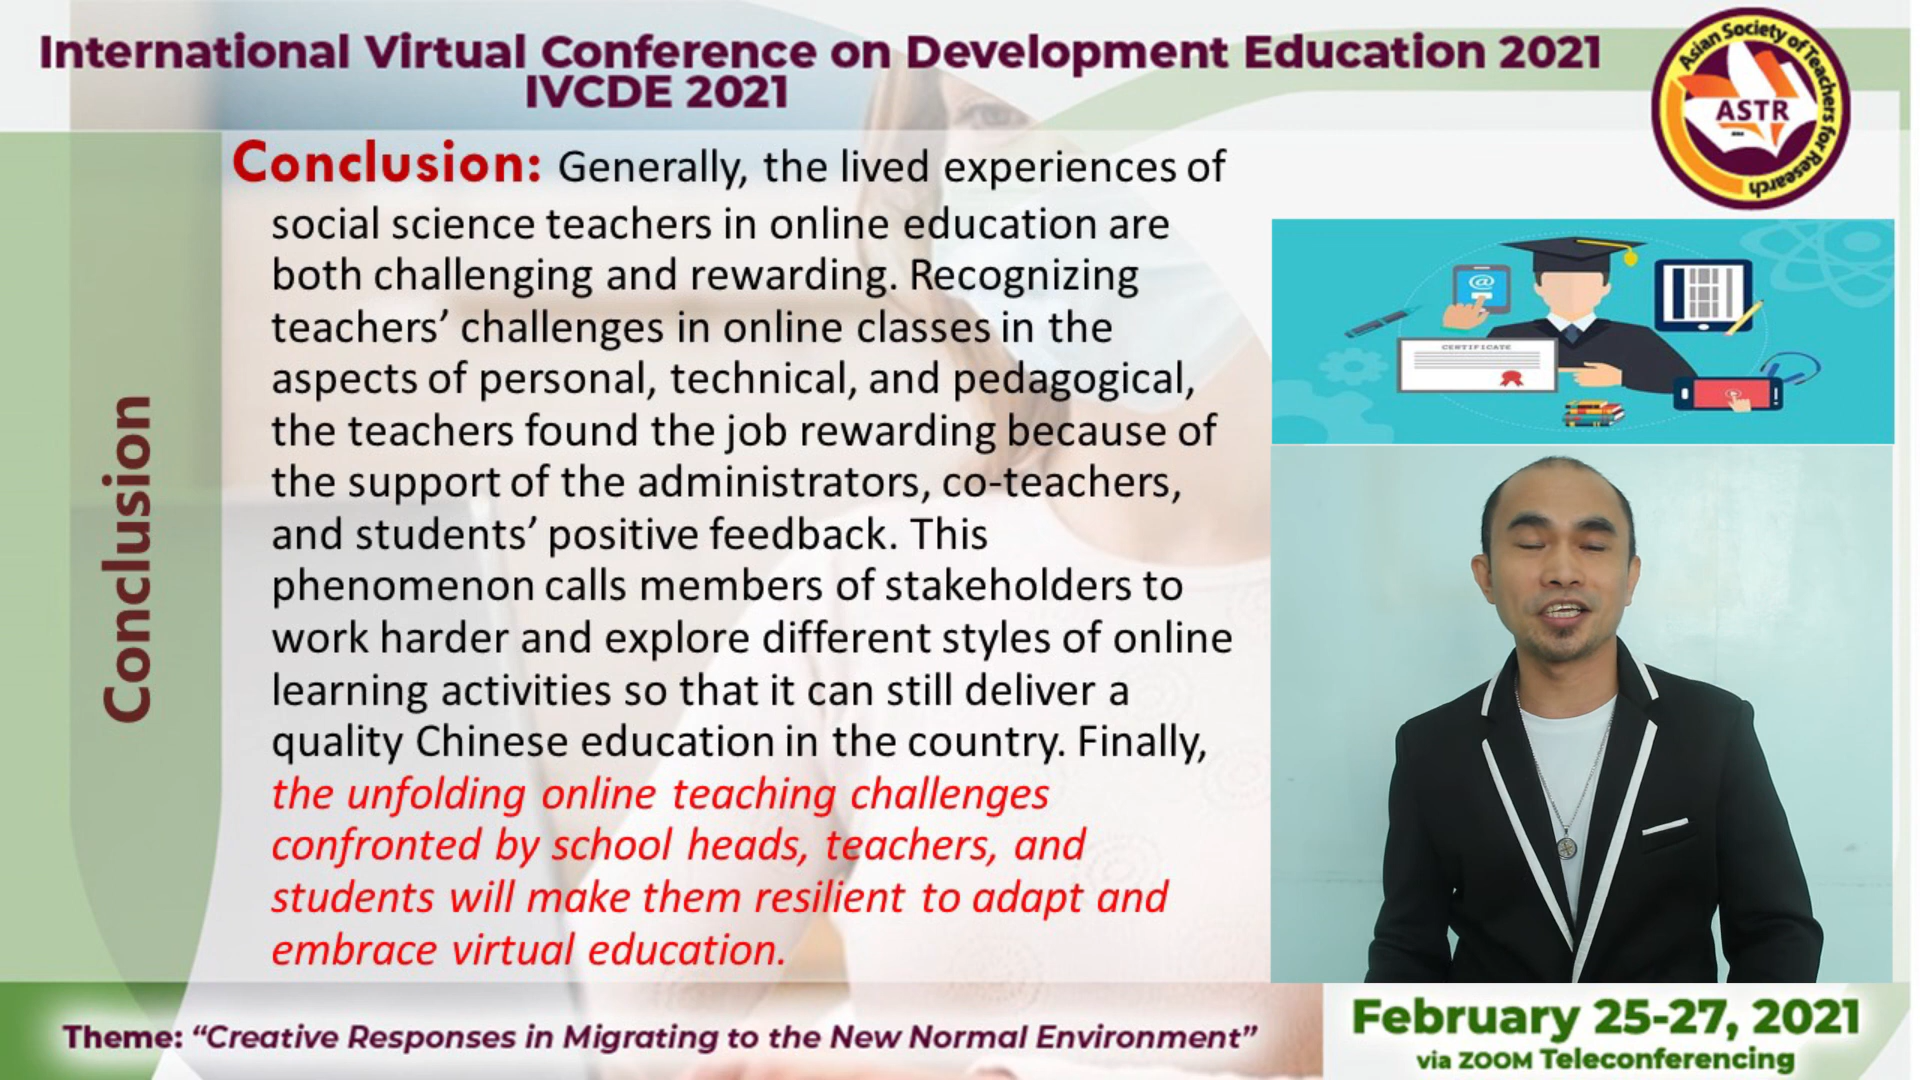 International Virtual Conference on Development Education 2021
IVCDE 2021
Asian Society of Teachers for Research
ASTR
Conclusion
Conclusion: Generally, the lived experiences of
social science teachers in online education are
both challenging and rewarding. Recognizing
teachers’ challenges in online classes in the
aspects of personal, technical, and pedagogical,
the teachers found the job rewarding because of
the support of the administrators, co-teachers,
and students’ positive feedback. This
phenomenon calls members of stakeholders to
work harder and explore different styles of online
learning activities so that it can still deliver a
quality Chinese education in the country. Finally,
the unfolding online teaching challenges
confronted by school heads, teachers, and
students will make them resilient to adapt and
embrace virtual education.
@
CERTIFICATE
Theme: “Creative Responses in Migrating to the New Normal Environment”
February 25-27, 2021
via ZOOM Teleconferencing